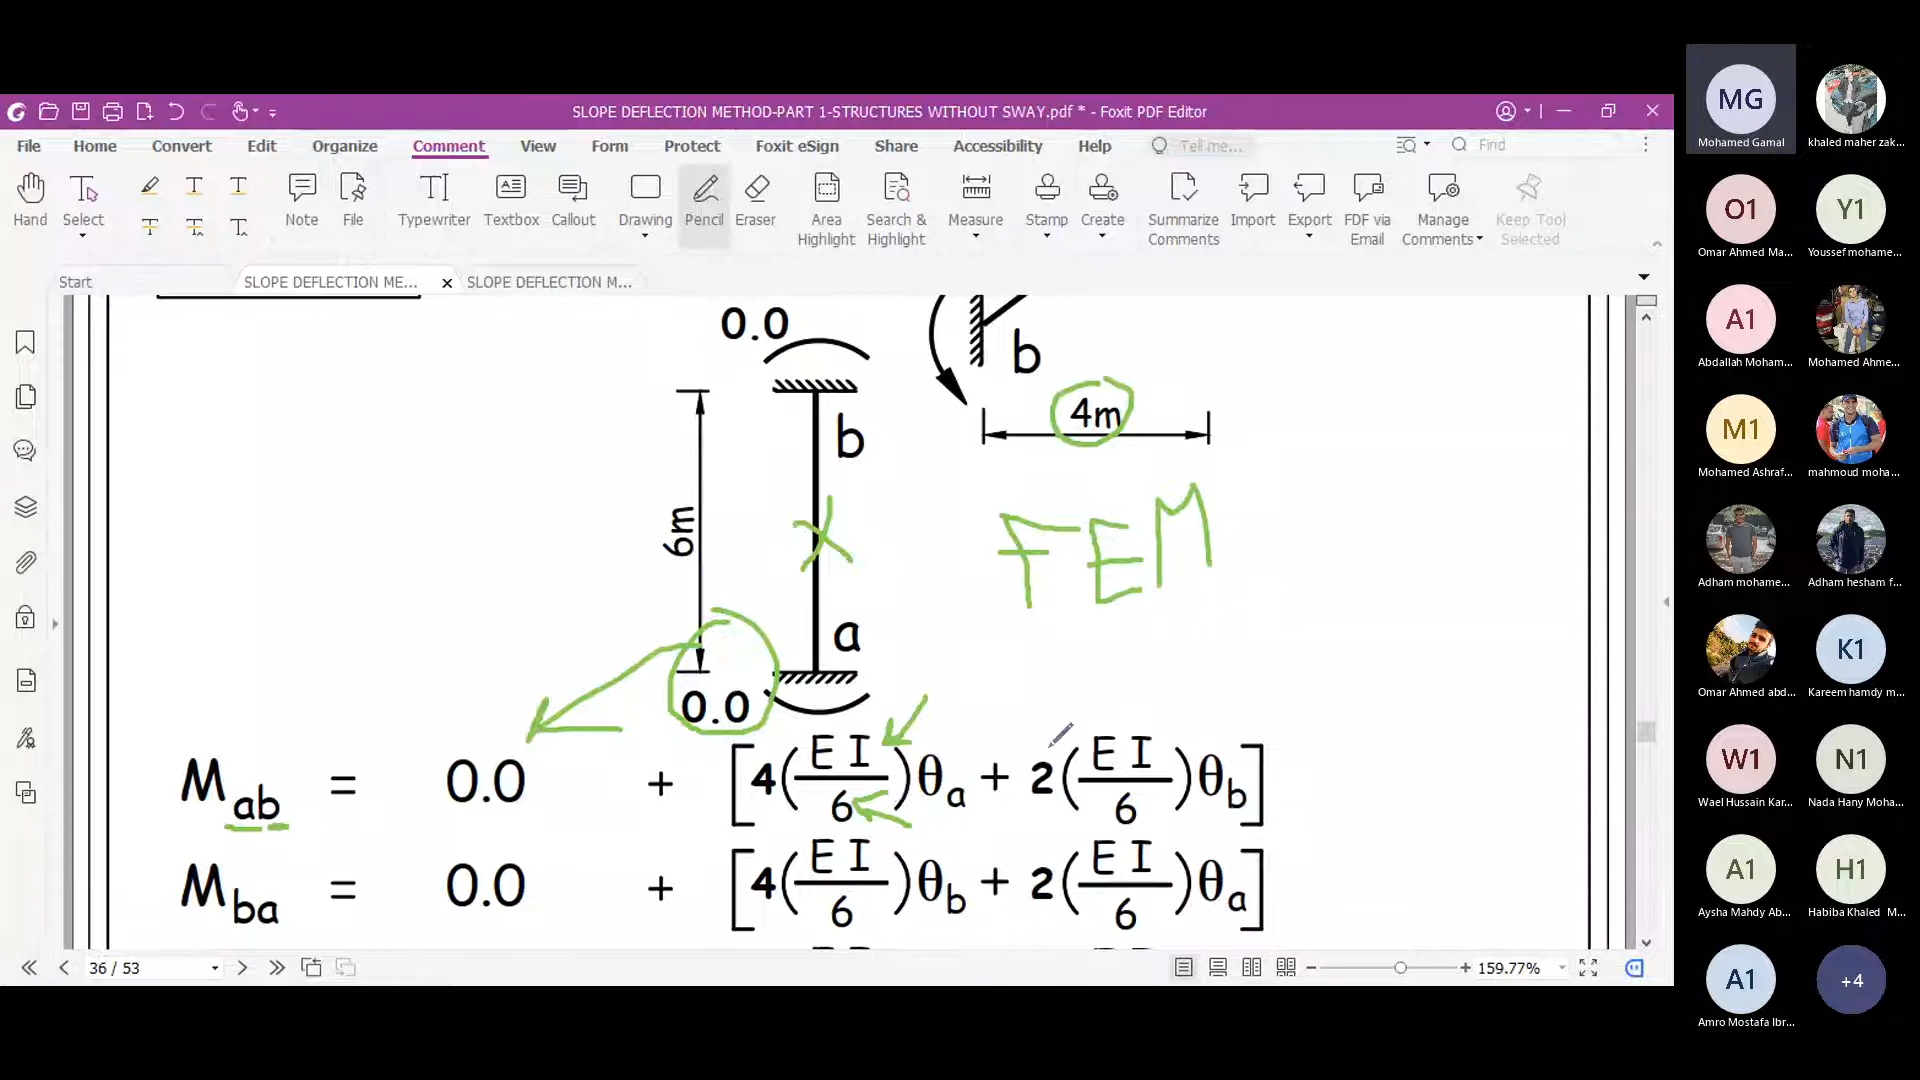 SLOPE DEFLECTION METHOD-PART 1-STRUCTURES WITHOUT SWAY.pdf * - Foxit PDF Editor
File Home Convert Edit Organize Comment View Form Protect Foxit eSign Share Accessibility Help Tell me... Find
Hand Select Note File Typewriter Textbox Callout Drawing Pencil Eraser Area Highlight Search & Highlight Measure Stamp Create Summarize Comments Import Export PDF via Email Manage Comments Keep Tool Selected
Start SLOPE DEFLECTION ME... SLOPE DEFLECTION M...
0.0
b
4m
b
6m
FEM
a
0.0
Mab = 0.0 + [4(EI/6)θa + 2(EI/6)θb]
Mba = 0.0 + [4(EI/6)θb + 2(EI/6)θa]
36 / 53
159.77%
MG
Mohamed Gamal
khaled maher zak...
O1
Omar Ahmed Ma...
Y1
Youssef mohame...
A1
Abdallah Moham...
Mohamed Ahme...
M1
Mohamed Ashraf...
mahmoud moha...
Adham mohame...
Adham hesham f...
Omar Ahmed abd...
K1
Kareem hamdy m...
W1
Wael Hussain Kar...
N1
Nada Hany Moha...
A1
Aysha Mahdy Ab...
H1
Habiba Khaled M...
A1
Amro Mostafa Ibr...
+4